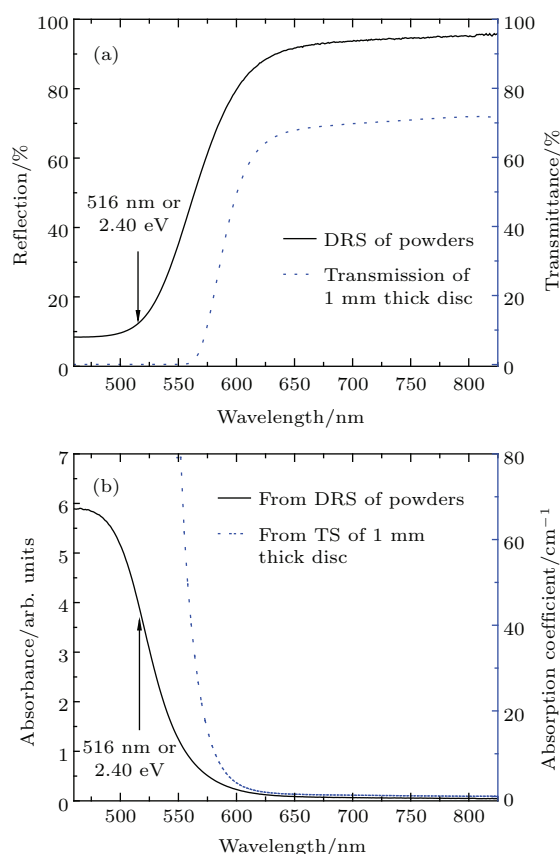 100
80
60
40
20
0
Reflection/%
(a)
516 nm or
2.40 eV
DRS of powders
Transmission of
1 mm thick disc
100
80
60
40
20
0
Transmittance/%
500 550 600 650 700 750 800
Wavelength/nm
7
6
5
4
3
2
1
0
Absorbance/arb. units
(b)
From DRS of powders
From TS of 1 mm
thick disc
516 nm or
2.40 eV
80
60
40
20
0
Absorption coefficient/cm⁻¹
500 550 600 650 700 750 800
Wavelength/nm